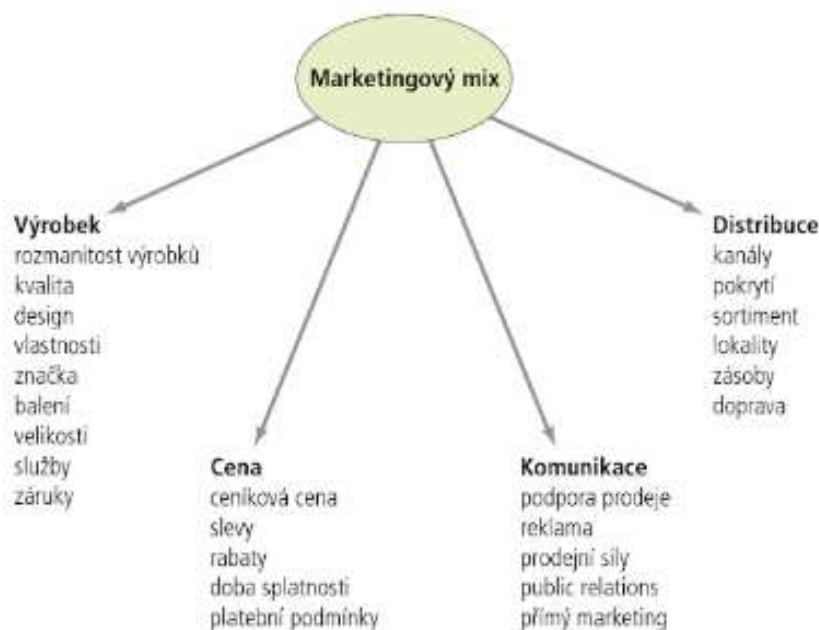 Marketingový mix
Výrobek
rozmanitost výrobků
kvalita
design
vlastnosti
značka
balení
velikosti
služby
záruky
Cena
ceníková cena
slevy
rabaty
doba splatnosti
platební podmínky
Komunikace
podpora prodeje
reklama
prodejní síly
public relations
přímý marketing
Distribuce
kanály
pokrytí
sortiment
lokality
zásoby
doprava